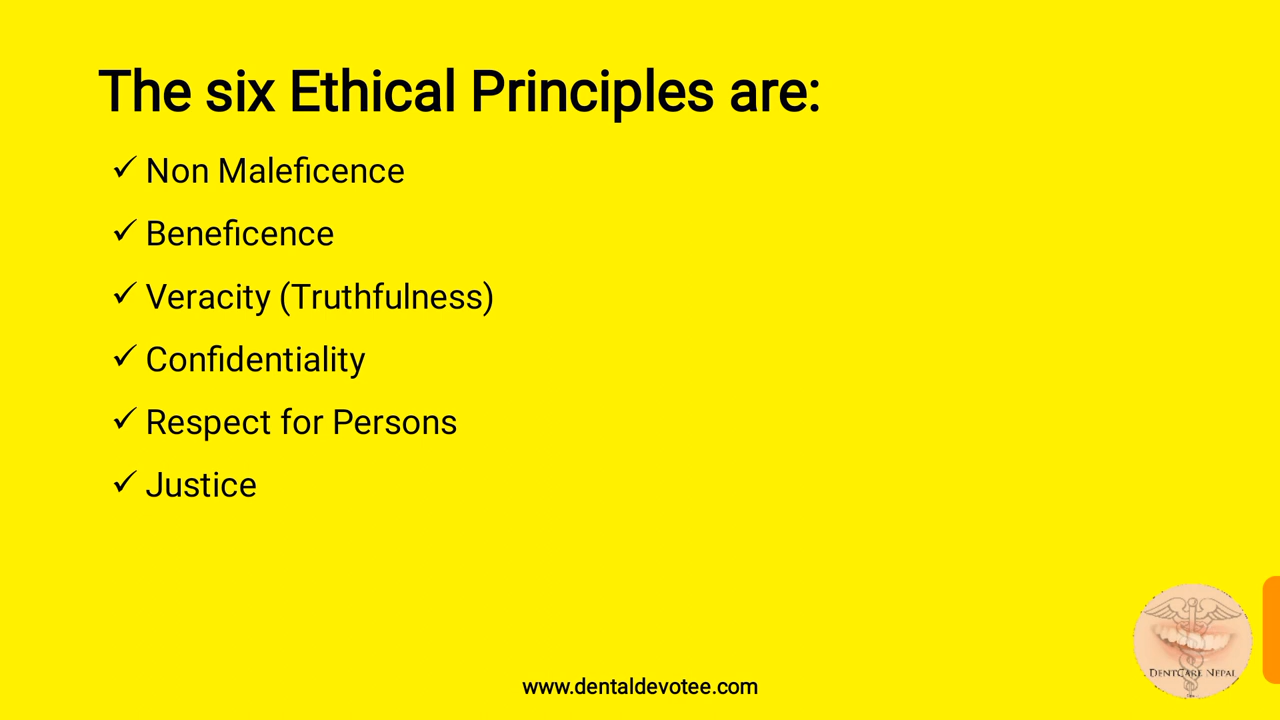 The six Ethical Principles are:
✓ Non Maleficence
✓ Beneficence
✓ Veracity (Truthfulness)
✓ Confidentiality
✓ Respect for Persons
✓ Justice
DentCare Nepal
www.dentaldevotee.com